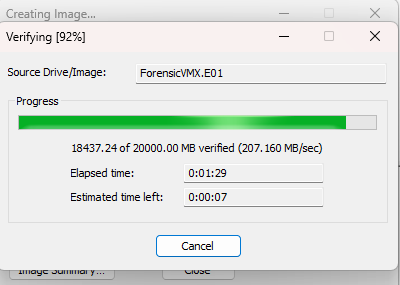 Creating Image...
Verifying [92%]
Source Drive/Image: ForensicVMX.E01
Progress
18437.24 of 20000.00 MB verified (207.160 MB/sec)
Elapsed time: 0:01:29
Estimated time left: 0:00:07
Cancel
Image Summary... Close